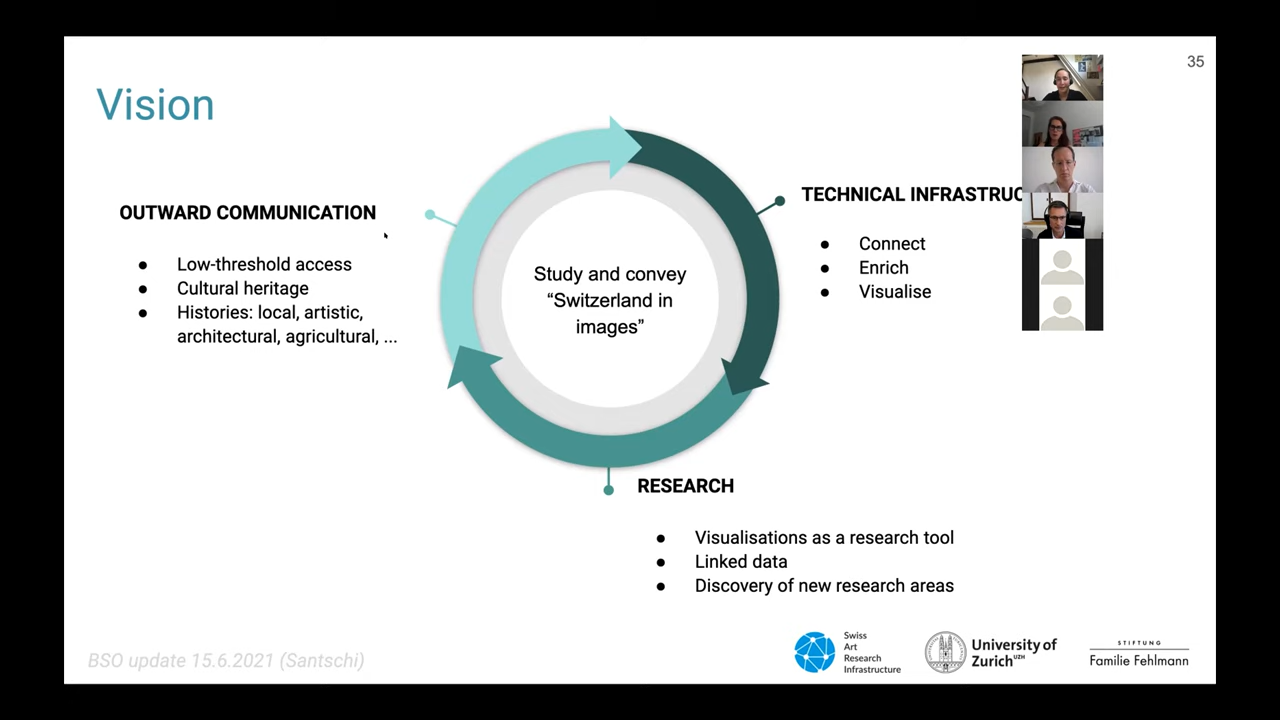 35
Vision
OUTWARD COMMUNICATION
● Low-threshold access
● Cultural heritage
● Histories: local, artistic,
architectural, agricultural, ...
Study and convey
“Switzerland in
images”
TECHNICAL INFRASTRUC
● Connect
● Enrich
● Visualise
RESEARCH
● Visualisations as a research tool
● Linked data
● Discovery of new research areas
BSO update 15.6.2021 (Santschi)
Swiss
Art
Research
Infrastructure
University of
Zurich UZH
STIFTUNG
Familie Fehlmann